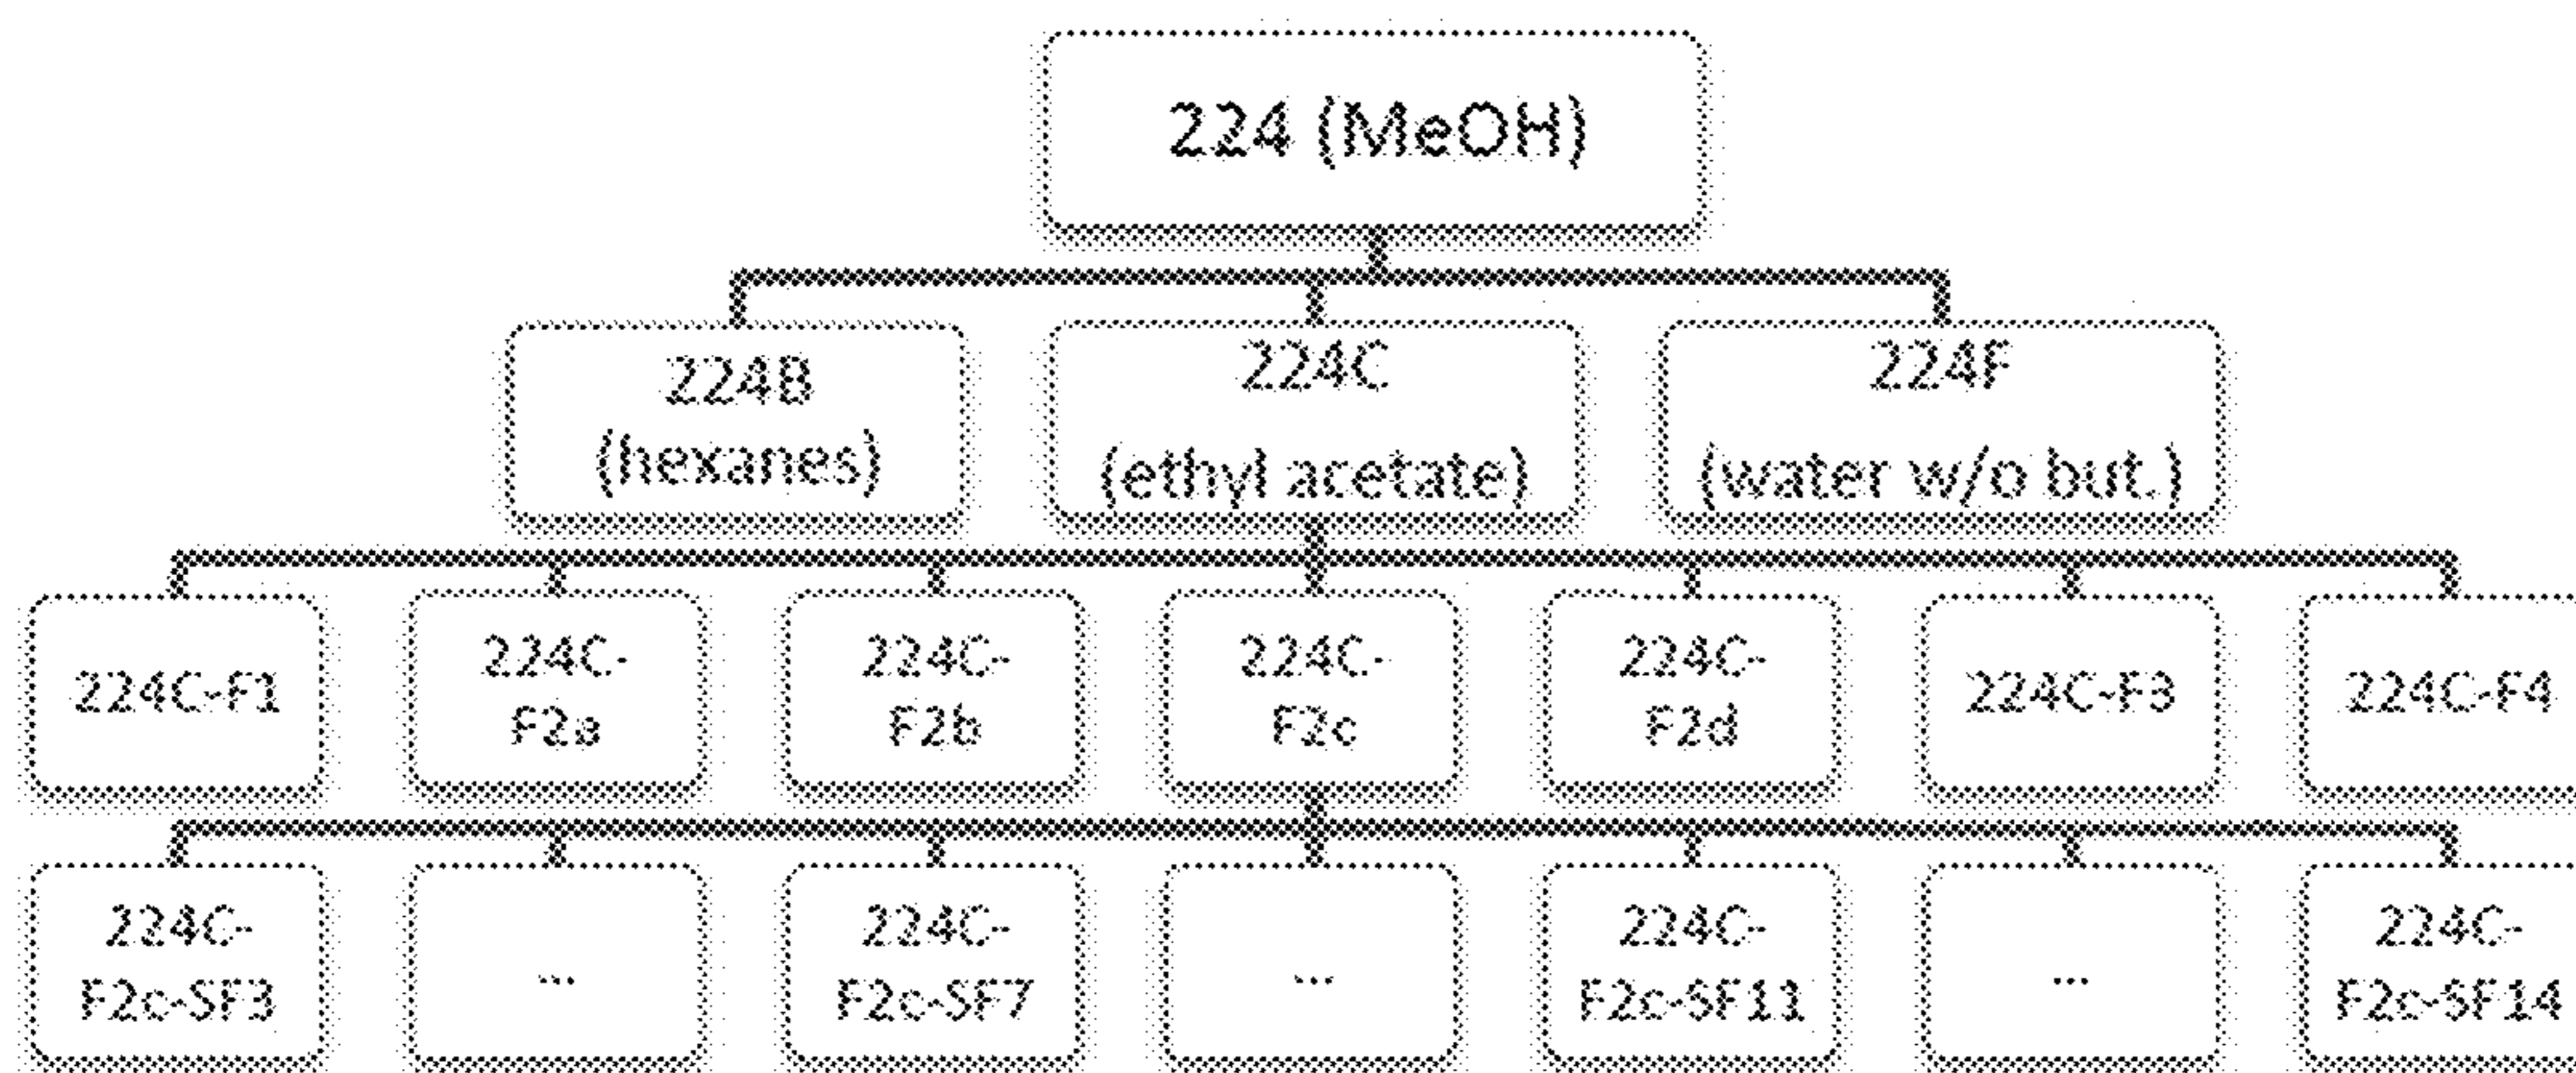 224 (MeOH)
224B
(hexanes)
224C
(ethyl acetate)
224F
(water w/o but.)
224C-F1
224C-
F2a
224C-
F2b
224C-
F2c
224C-
F2d
224C-F3
224C-F4
224C-
F2c-SF3
...
224C-
F2c-SF7
...
224C-
F2c-SF11
...
224C-
F2c-SF14